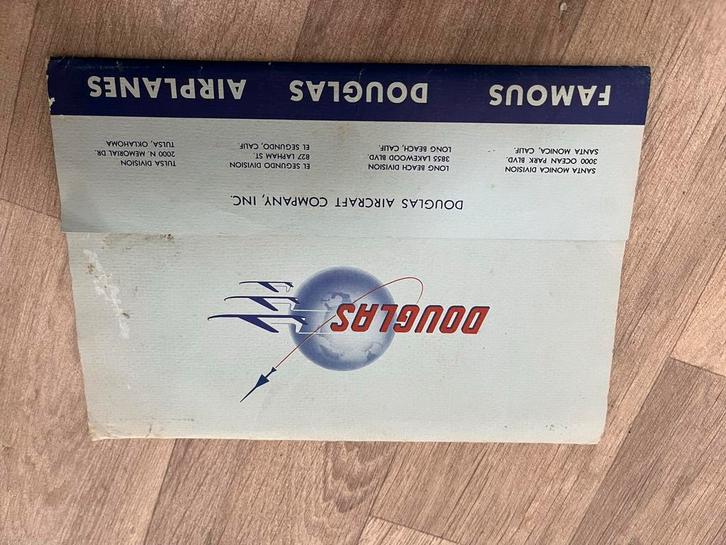 DOUGLAS
DOUGLAS AIRCRAFT COMPANY, INC.
SANTA MONICA DIVISION
3000 OCEAN PARK BLVD.
SANTA MONICA, CALIF.
LONG BEACH DIVISION
3855 LAKEWOOD BLVD.
LONG BEACH, CALIF.
EL SEGUNDO DIVISION
827 LAPHAM ST.
EL SEGUNDO, CALIF.
TULSA DIVISION
2000 N. MEMORIAL DR.
TULSA, OKLAHOMA
FAMOUS DOUGLAS AIRPLANES